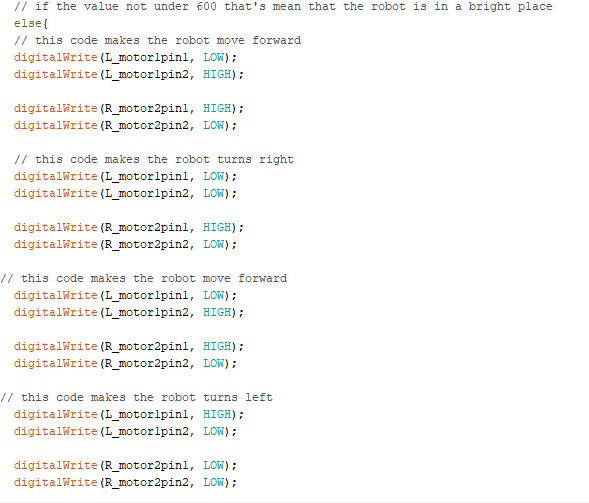 // if the value not under 600 that's mean that the robot is in a bright place
else{
// this code makes the robot move forward
digitalWrite(L_motor1pin1, LOW);
digitalWrite(L_motor1pin2, HIGH);
digitalWrite(R_motor2pin1, HIGH);
digitalWrite(R_motor2pin2, LOW);
// this code makes the robot turns right
digitalWrite(L_motor1pin1, LOW);
digitalWrite(L_motor1pin2, LOW);
digitalWrite(R_motor2pin1, HIGH);
digitalWrite(R_motor2pin2, LOW);
// this code makes the robot move forward
digitalWrite(L_motor1pin1, LOW);
digitalWrite(L_motor1pin2, HIGH);
digitalWrite(R_motor2pin1, HIGH);
digitalWrite(R_motor2pin2, LOW);
// this code makes the robot turns left
digitalWrite(L_motor1pin1, HIGH);
digitalWrite(L_motor1pin2, LOW);
digitalWrite(R_motor2pin1, LOW);
digitalWrite(R_motor2pin2, LOW);